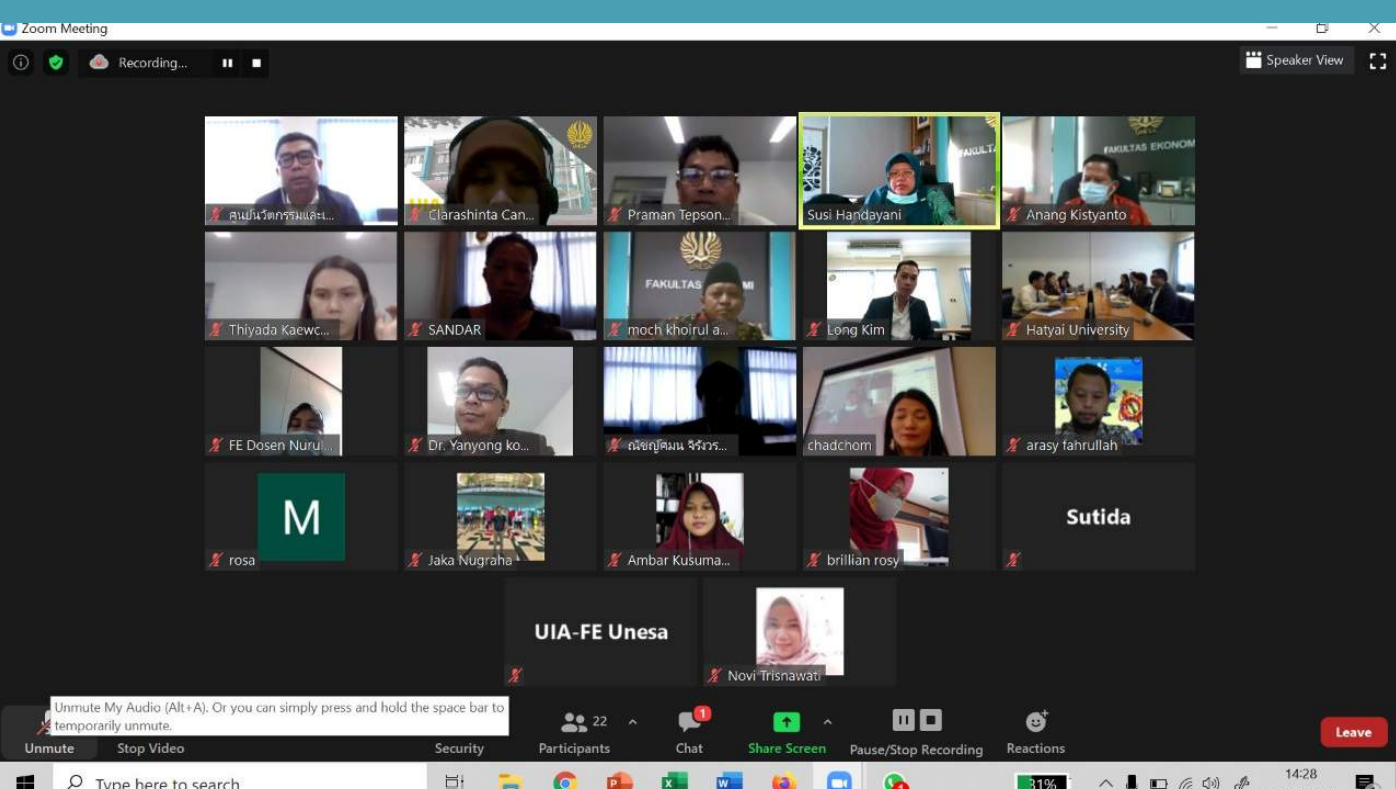 Zoom Meeting
Recording...
Speaker View
ศูนย์นวัตกรรมและเ...
Clarashinta Can...
Praman Tepson...
Susi Handayani
FAKULTAS EKONOM
Anang Kistyanto
Thiyada Kaewc...
SANDAR
FAKULTAS
MI
moch khoirul a...
Long Kim
Hatyai University
FE Dosen Nurul...
Dr. Yanyong ko...
chadchom
arasy fahrullah
M
rosa
Jaka Nugraha
Ambar Kusuma...
brillian rosy
Sutida
UIA-FE Unesa
Novi Trisnawati
Unmute My Audio (Alt+A). Or you can simply press and hold the space bar to
temporarily unmute.
Unmute
Stop Video
Security
22
Participants
1
Chat
Share Screen
Pause/Stop Recording
Reactions
Leave
Type here to search
31%
14:28